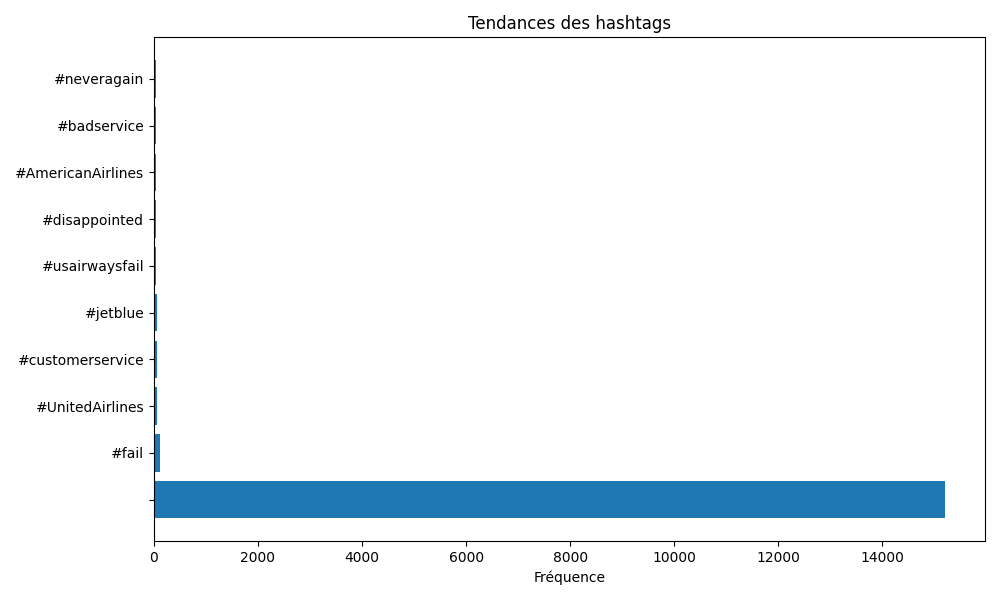 Tendances des hashtags
#neveragain
#badservice
#AmericanAirlines
#disappointed
#usairwaysfail
#jetblue
#customerservice
#UnitedAirlines
#fail
0 2000 4000 6000 8000 10000 12000 14000
Fréquence